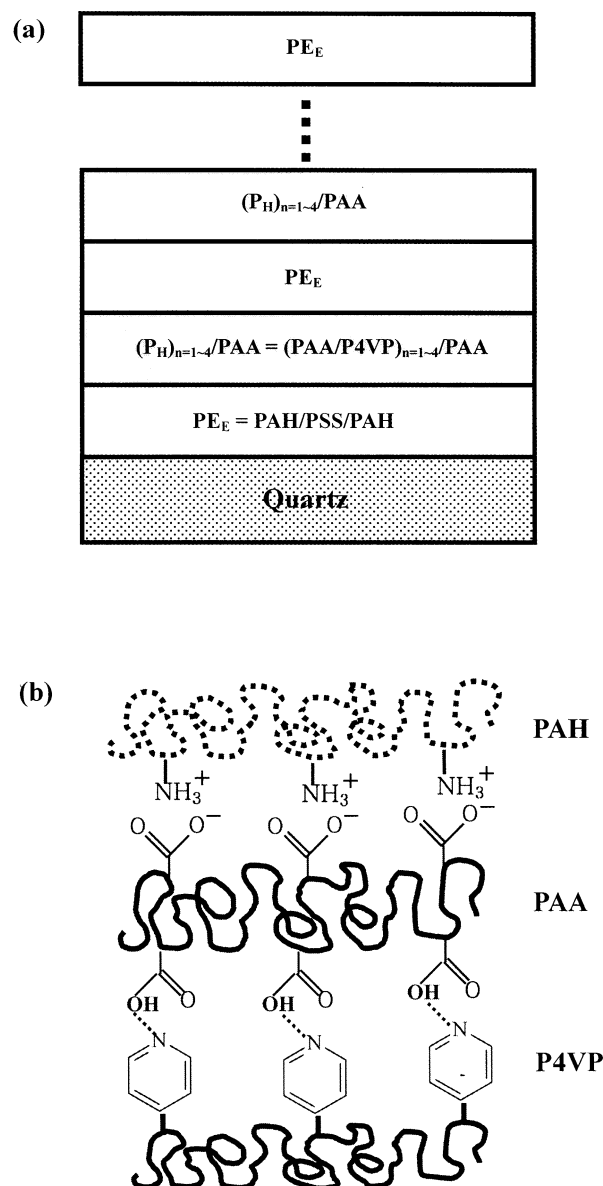 (a)
PE_E
(P_H)_n=1~4/PAA
PE_E
(P_H)_n=1~4/PAA = (PAA/P4VP)_n=1~4/PAA
PE_E = PAH/PSS/PAH
Quartz
(b)
PAH
NH3+ NH3+ NH3+
O O− O O− O O−
PAA
OH O OH O OH O
N N N
P4VP